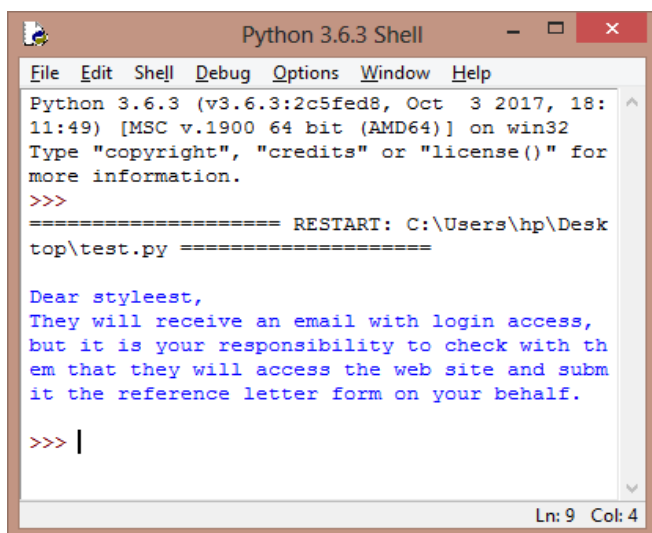 Python 3.6.3 Shell
File Edit Shell Debug Options Window Help
Python 3.6.3 (v3.6.3:2c5fed8, Oct  3 2017, 18:
11:49) [MSC v.1900 64 bit (AMD64)] on win32
Type "copyright", "credits" or "license()" for
more information.
>>>
==================== RESTART: C:\Users\hp\Desk
top\test.py ====================
Dear styleest,
They will receive an email with login access,
but it is your responsibility to check with th
em that they will access the web site and subm
it the reference letter form on your behalf.
>>>
Ln: 9 Col: 4